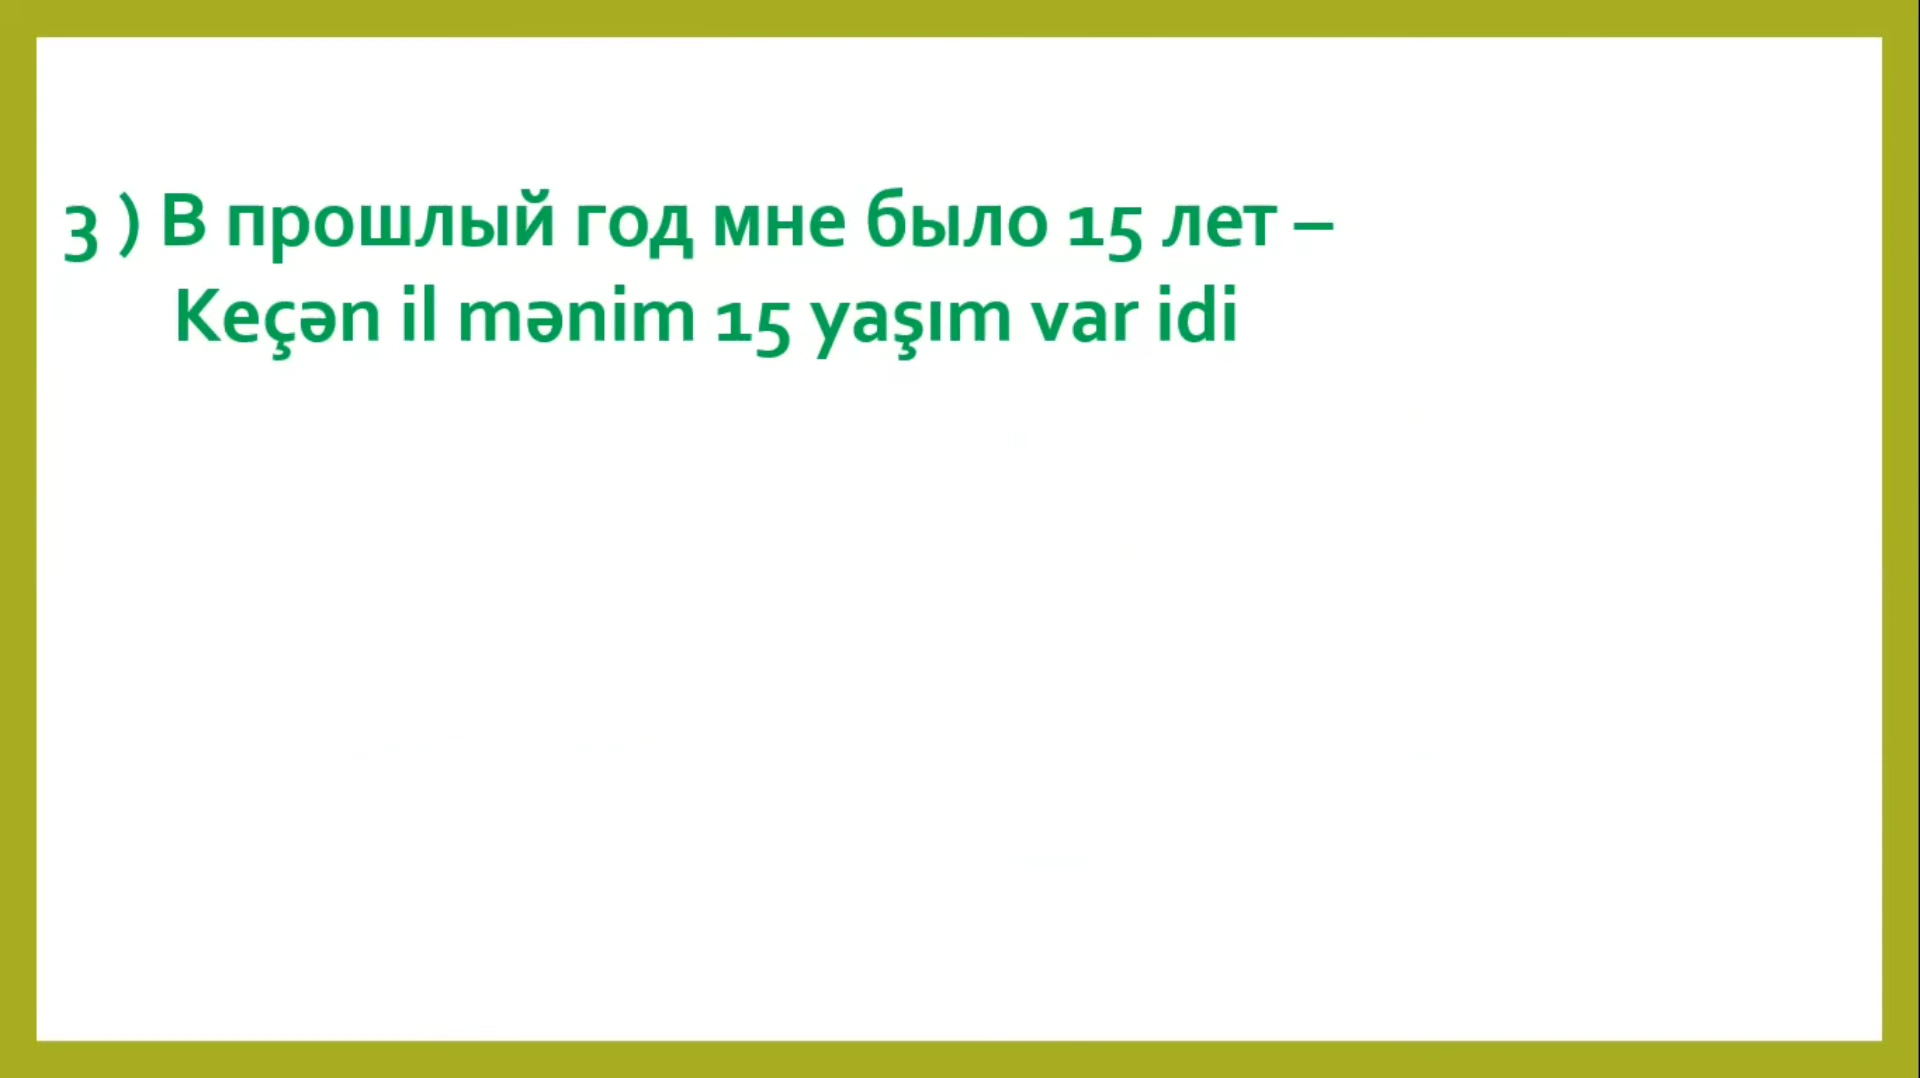 3 ) В прошлый год мне было 15 лет –
Keçən il mənim 15 yaşım var idi